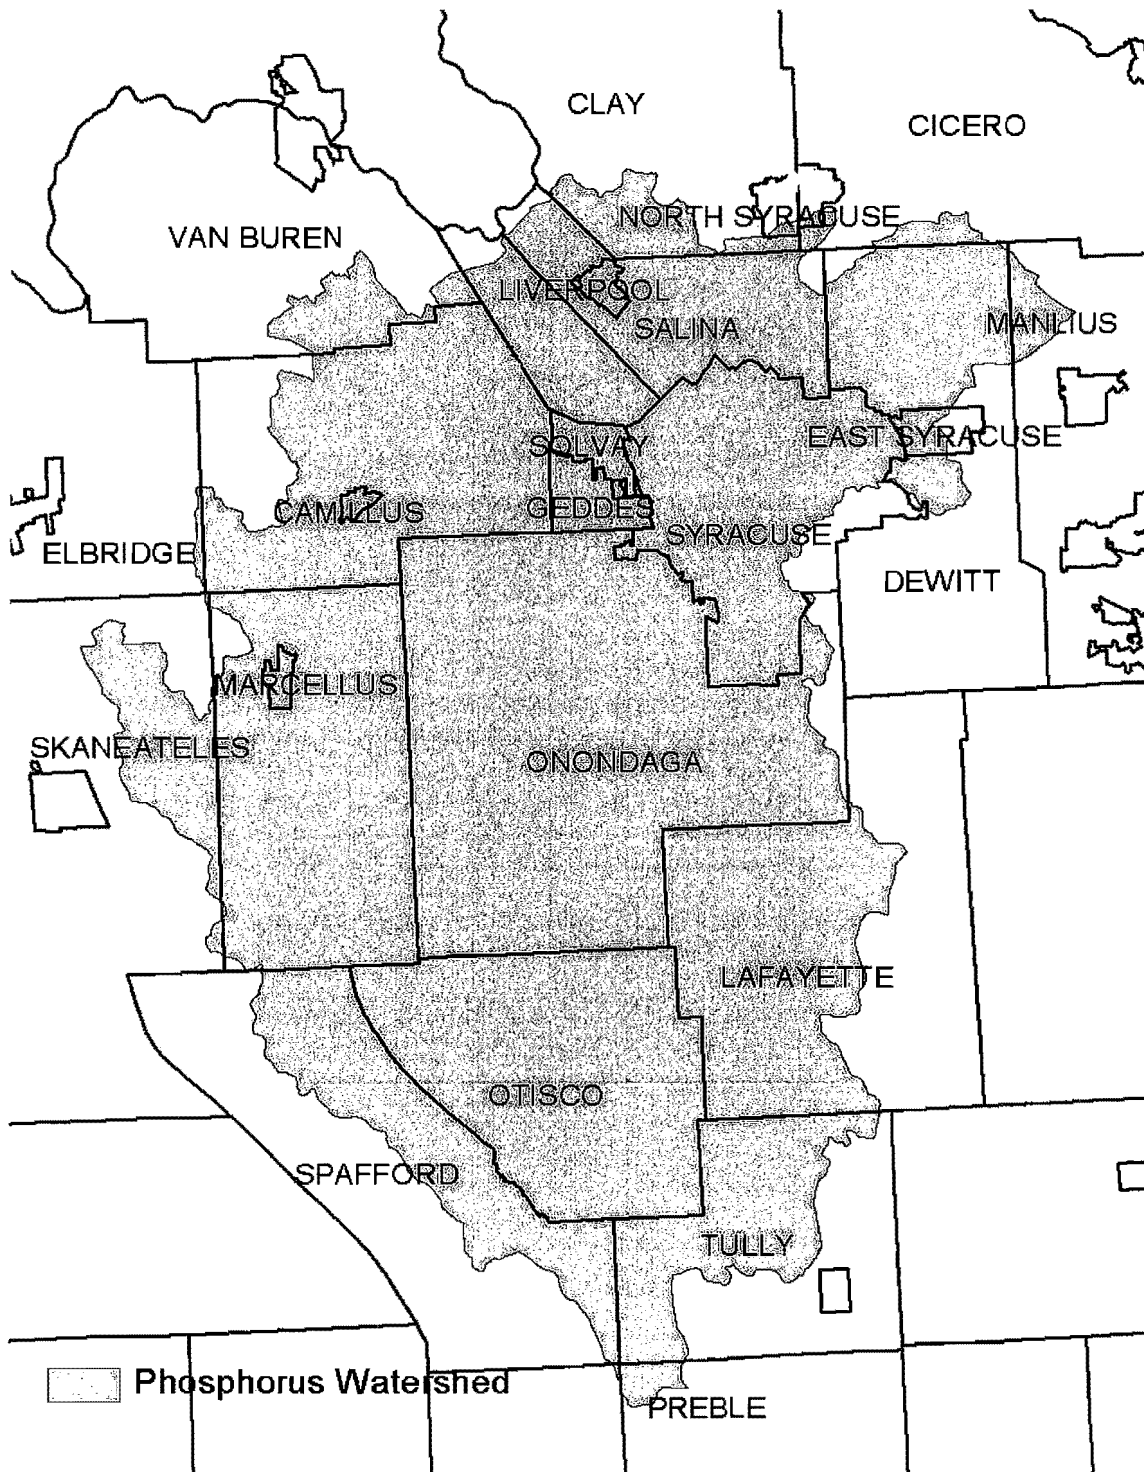 CLAY
CICERO
NORTH SYRACUSE
VAN BUREN
LIVERPOOL
SALINA
MANLIUS
EAST SYRACUSE
SOLVAY
CAMILLUS
GEDDES
SYRACUSE
ELBRIDGE
DEWITT
MARCELLUS
SKANEATELES
ONONDAGA
LAFAYETTE
OTISCO
SPAFFORD
TULLY
Phosphorus Watershed
PREBLE